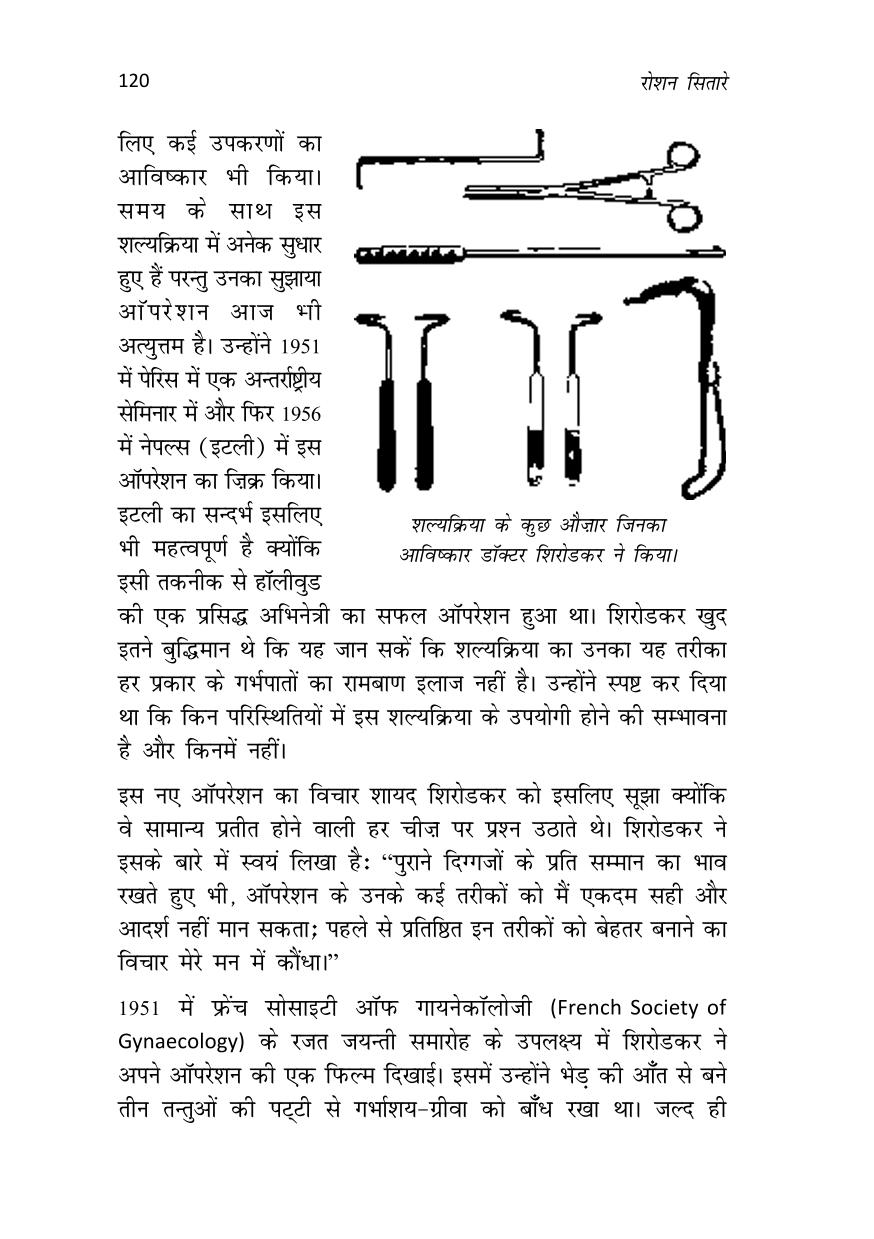 120
रोशन सितारे
लिए कई उपकरणों का
आविष्कार भी किया।
समय के साथ इस
शल्यक्रिया में अनेक सुधार
हुए हैं परन्तु उनका सुझाया
ऑपरेशन आज भी
अत्युत्तम है। उन्होंने 1951
में पेरिस में एक अन्तर्राष्ट्रीय
सेमिनार में और फिर 1956
में नेपल्स (इटली) में इस
ऑपरेशन का ज़िक्र किया।
इटली का सन्दर्भ इसलिए
भी महत्वपूर्ण है क्योंकि
इसी तकनीक से हॉलीवुड
शल्यक्रिया के कुछ औज़ार जिनका
आविष्कार डॉक्टर शिरोडकर ने किया।
की एक प्रसिद्ध अभिनेत्री का सफल ऑपरेशन हुआ था। शिरोडकर खुद
इतने बुद्धिमान थे कि यह जान सकें कि शल्यक्रिया का उनका यह तरीका
हर प्रकार के गर्भपातों का रामबाण इलाज नहीं है। उन्होंने स्पष्ट कर दिया
था कि किन परिस्थितियों में इस शल्यक्रिया के उपयोगी होने की सम्भावना
है और किनमें नहीं।
इस नए ऑपरेशन का विचार शायद शिरोडकर को इसलिए सूझा क्योंकि
वे सामान्य प्रतीत होने वाली हर चीज़ पर प्रश्न उठाते थे। शिरोडकर ने
इसके बारे में स्वयं लिखा है: “पुराने दिग्गजों के प्रति सम्मान का भाव
रखते हुए भी, ऑपरेशन के उनके कई तरीकों को मैं एकदम सही और
आदर्श नहीं मान सकता; पहले से प्रतिष्ठित इन तरीकों को बेहतर बनाने का
विचार मेरे मन में कौंधा।”
1951 में फ्रेंच सोसाइटी ऑफ गायनेकॉलोजी (French Society of
Gynaecology) के रजत जयन्ती समारोह के उपलक्ष्य में शिरोडकर ने
अपने ऑपरेशन की एक फिल्म दिखाई। इसमें उन्होंने भेड़ की आँत से बने
तीन तन्तुओं की पट्टी से गर्भाशय-ग्रीवा को बाँध रखा था। जल्द ही